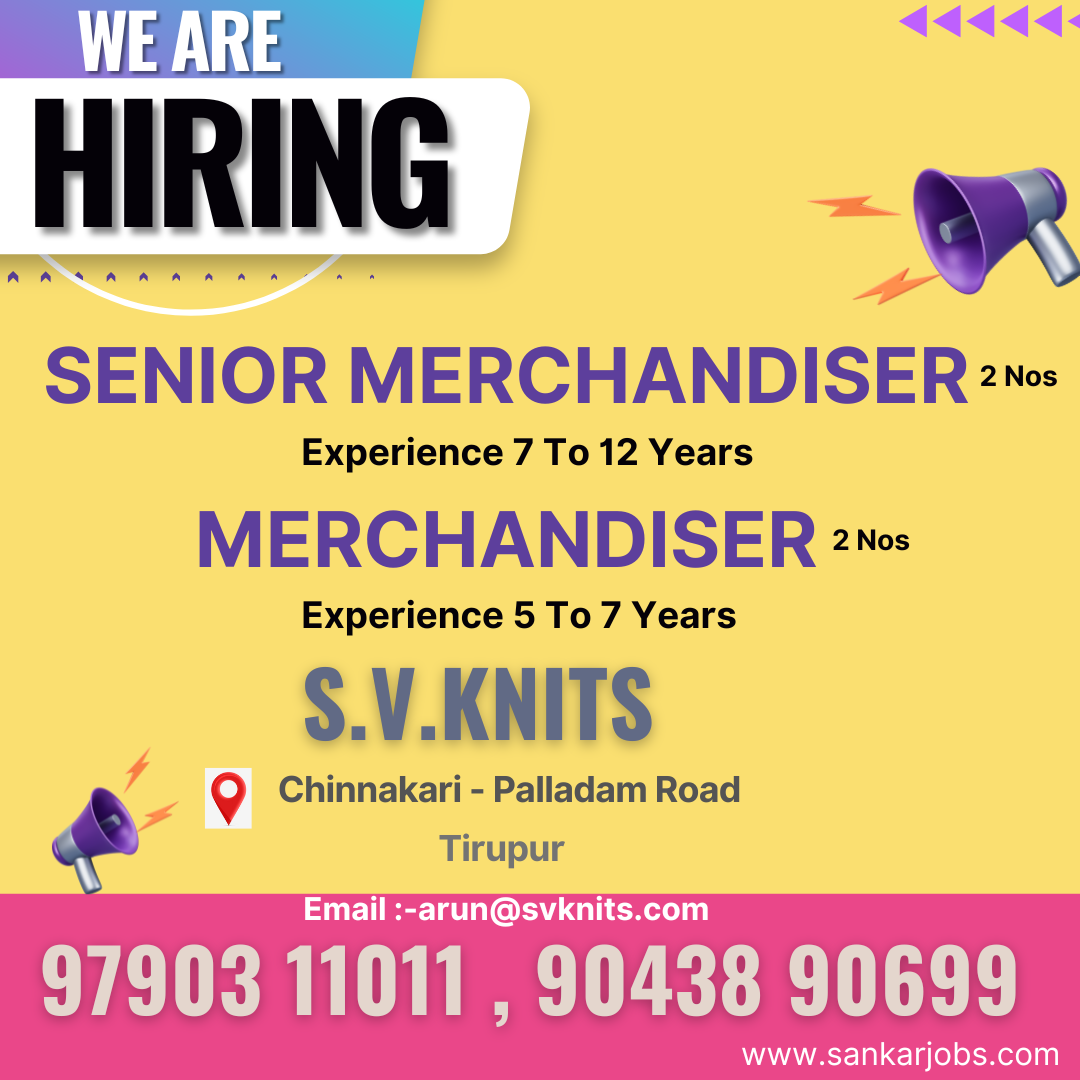 WE ARE
HIRING
SENIOR MERCHANDISER 2 Nos
Experience 7 To 12 Years
MERCHANDISER 2 Nos
Experience 5 To 7 Years
S.V.KNITS
Chinnakari - Palladam Road
Tirupur
Email :-arun@svknits.com
97903 11011 , 90438 90699
www.sankarjobs.com